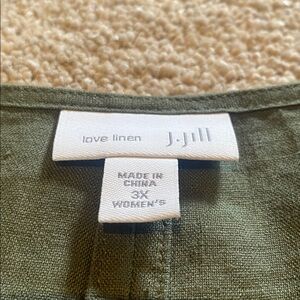 love linen J.Jill
MADE IN
CHINA
3X
WOMEN'S